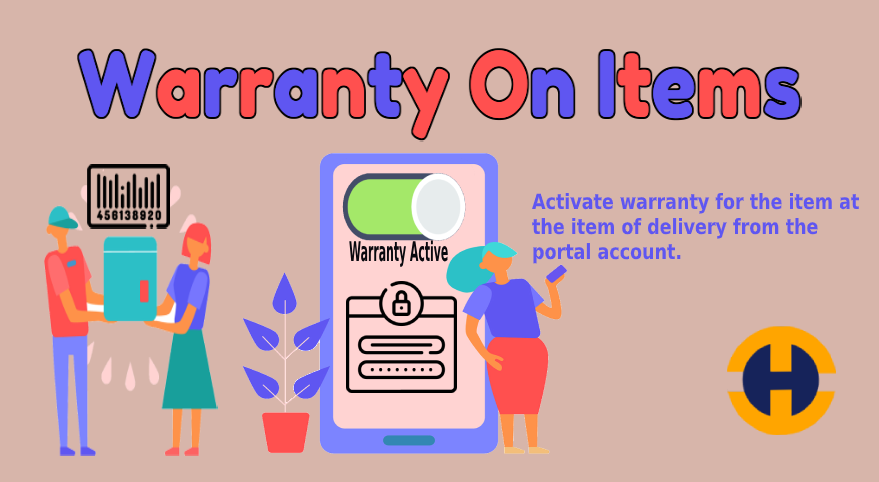 Warranty On Items
456138920
Warranty Active
Activate warranty for the item at
the item of delivery from the
portal account.
H